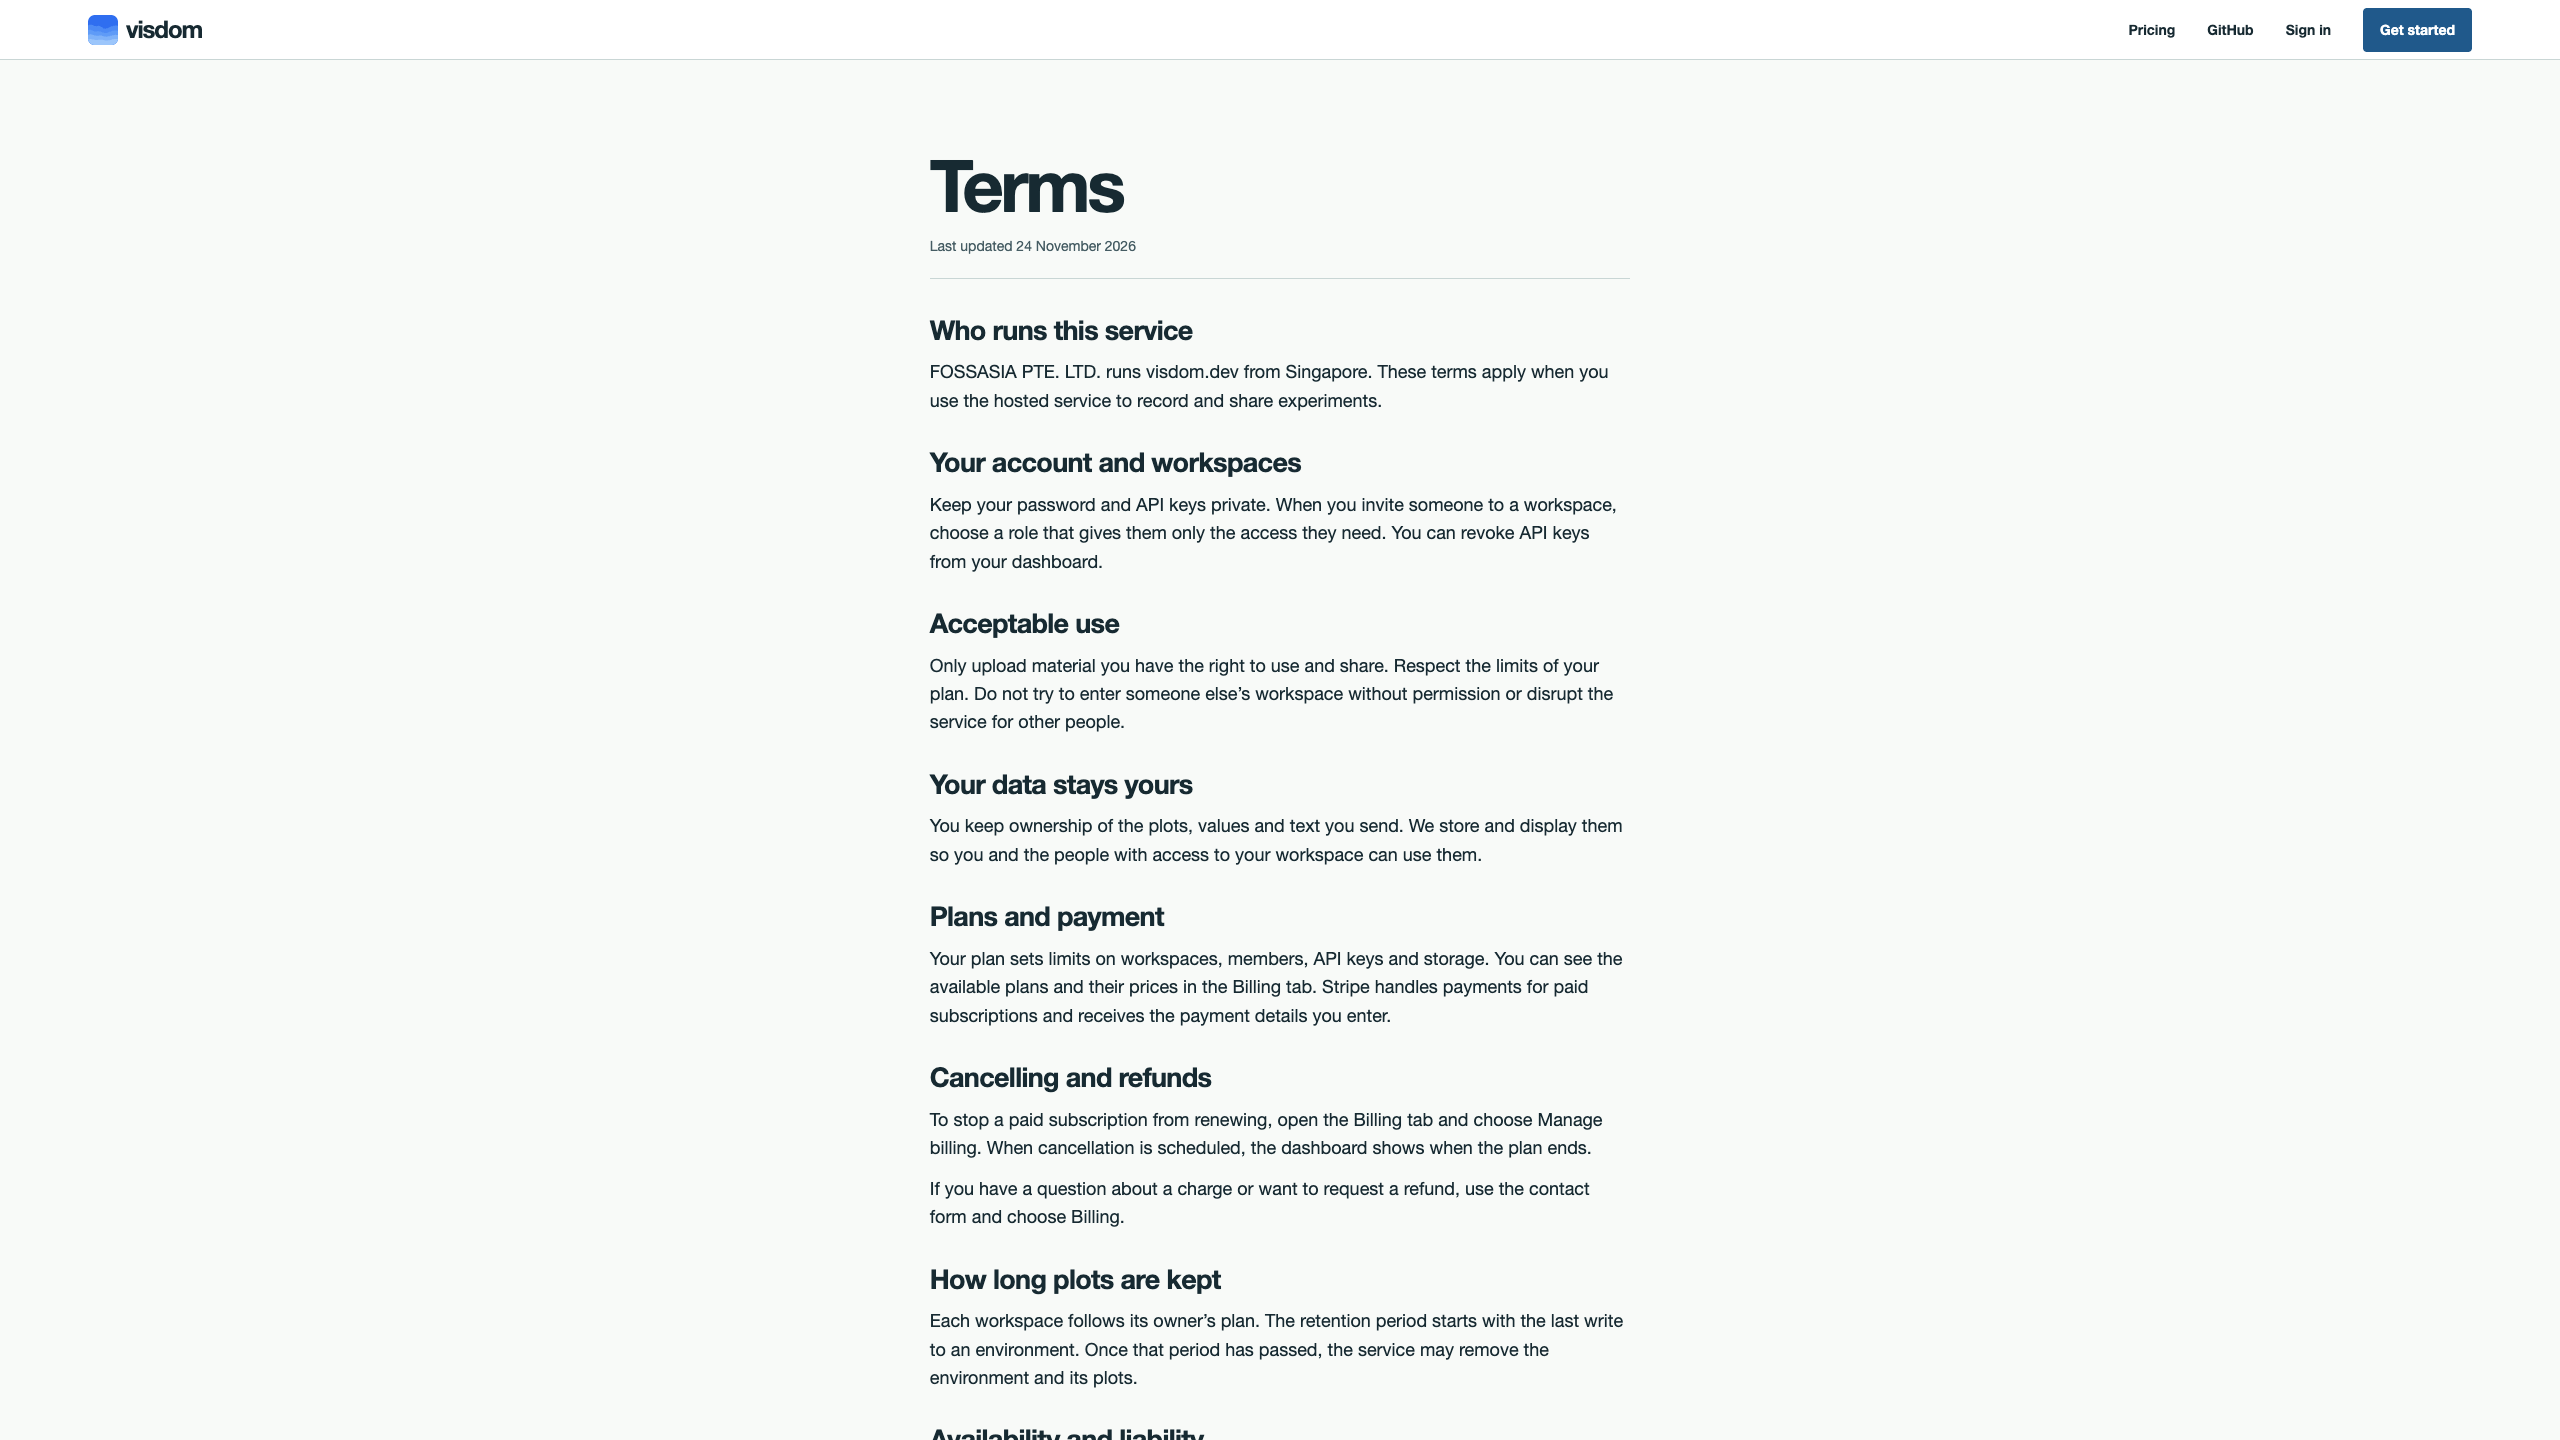 visdom
Pricing
GitHub
Sign in
Get started
Terms
Last updated 24 November 2026
Who runs this service
FOSSASIA PTE. LTD. runs visdom.dev from Singapore. These terms apply when you
use the hosted service to record and share experiments.
Your account and workspaces
Keep your password and API keys private. When you invite someone to a workspace,
choose a role that gives them only the access they need. You can revoke API keys
from your dashboard.
Acceptable use
Only upload material you have the right to use and share. Respect the limits of your
plan. Do not try to enter someone else’s workspace without permission or disrupt the
service for other people.
Your data stays yours
You keep ownership of the plots, values and text you send. We store and display them
so you and the people with access to your workspace can use them.
Plans and payment
Your plan sets limits on workspaces, members, API keys and storage. You can see the
available plans and their prices in the Billing tab. Stripe handles payments for paid
subscriptions and receives the payment details you enter.
Cancelling and refunds
To stop a paid subscription from renewing, open the Billing tab and choose Manage
billing. When cancellation is scheduled, the dashboard shows when the plan ends.
If you have a question about a charge or want to request a refund, use the contact
form and choose Billing.
How long plots are kept
Each workspace follows its owner’s plan. The retention period starts with the last write
to an environment. Once that period has passed, the service may remove the
environment and its plots.
Availability and liability